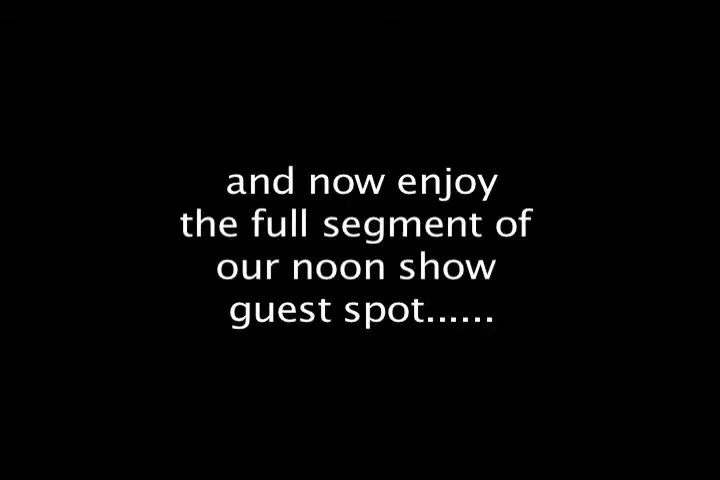 and now enjoy
the full segment of
our noon show
guest spot......